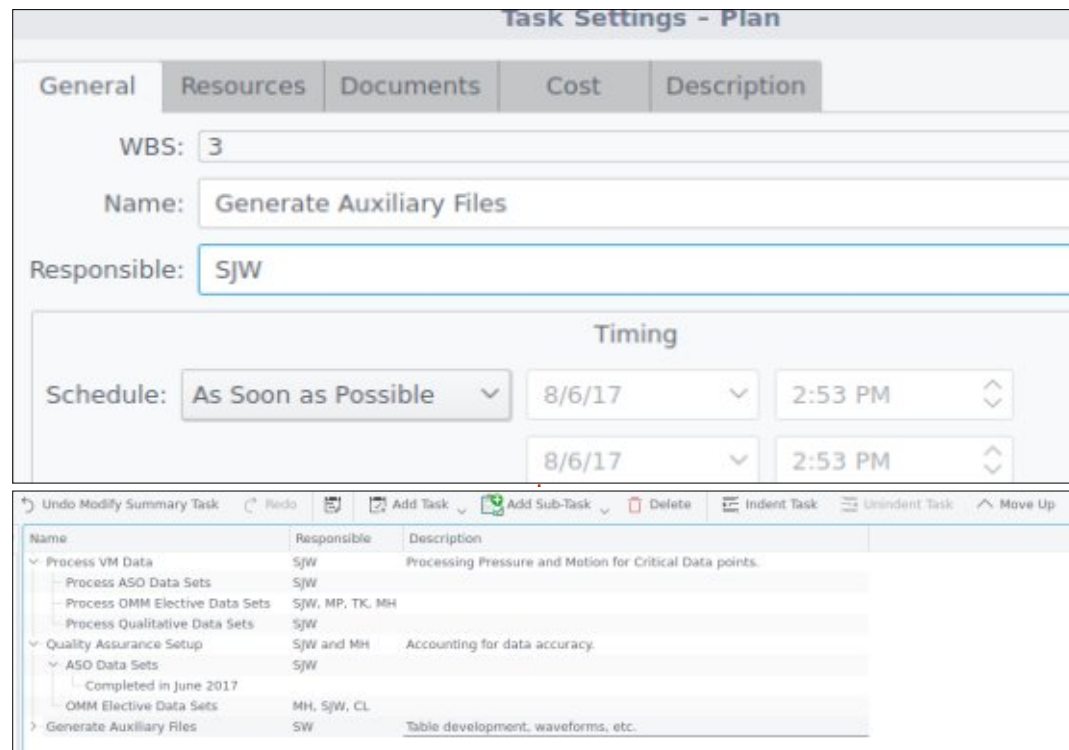 Task Settings – Plan
General Resources Documents Cost Description
WBS: 3
Name: Generate Auxiliary Files
Responsible: SJW
Timing
Schedule: As Soon as Possible 8/6/17 2:53 PM
8/6/17 2:53 PM
Undo Modify Summary Task Redo Add Task Add Sub-Task Delete Indent Task Unindent Task Move Up
Name Responsible Description
Process VM Data SJW Processing Pressure and Motion for Critical Data points.
Process ASO Data Sets SJW
Process OMM Elective Data Sets SJW, MP, TK, MH
Process Qualitative Data Sets SJW
Quality Assurance Setup SJW and MH Accounting for data accuracy.
ASO Data Sets SJW
Completed in June 2017
OMM Elective Data Sets MH, SJW, CL
Generate Auxiliary Files SW Table development, waveforms, etc.